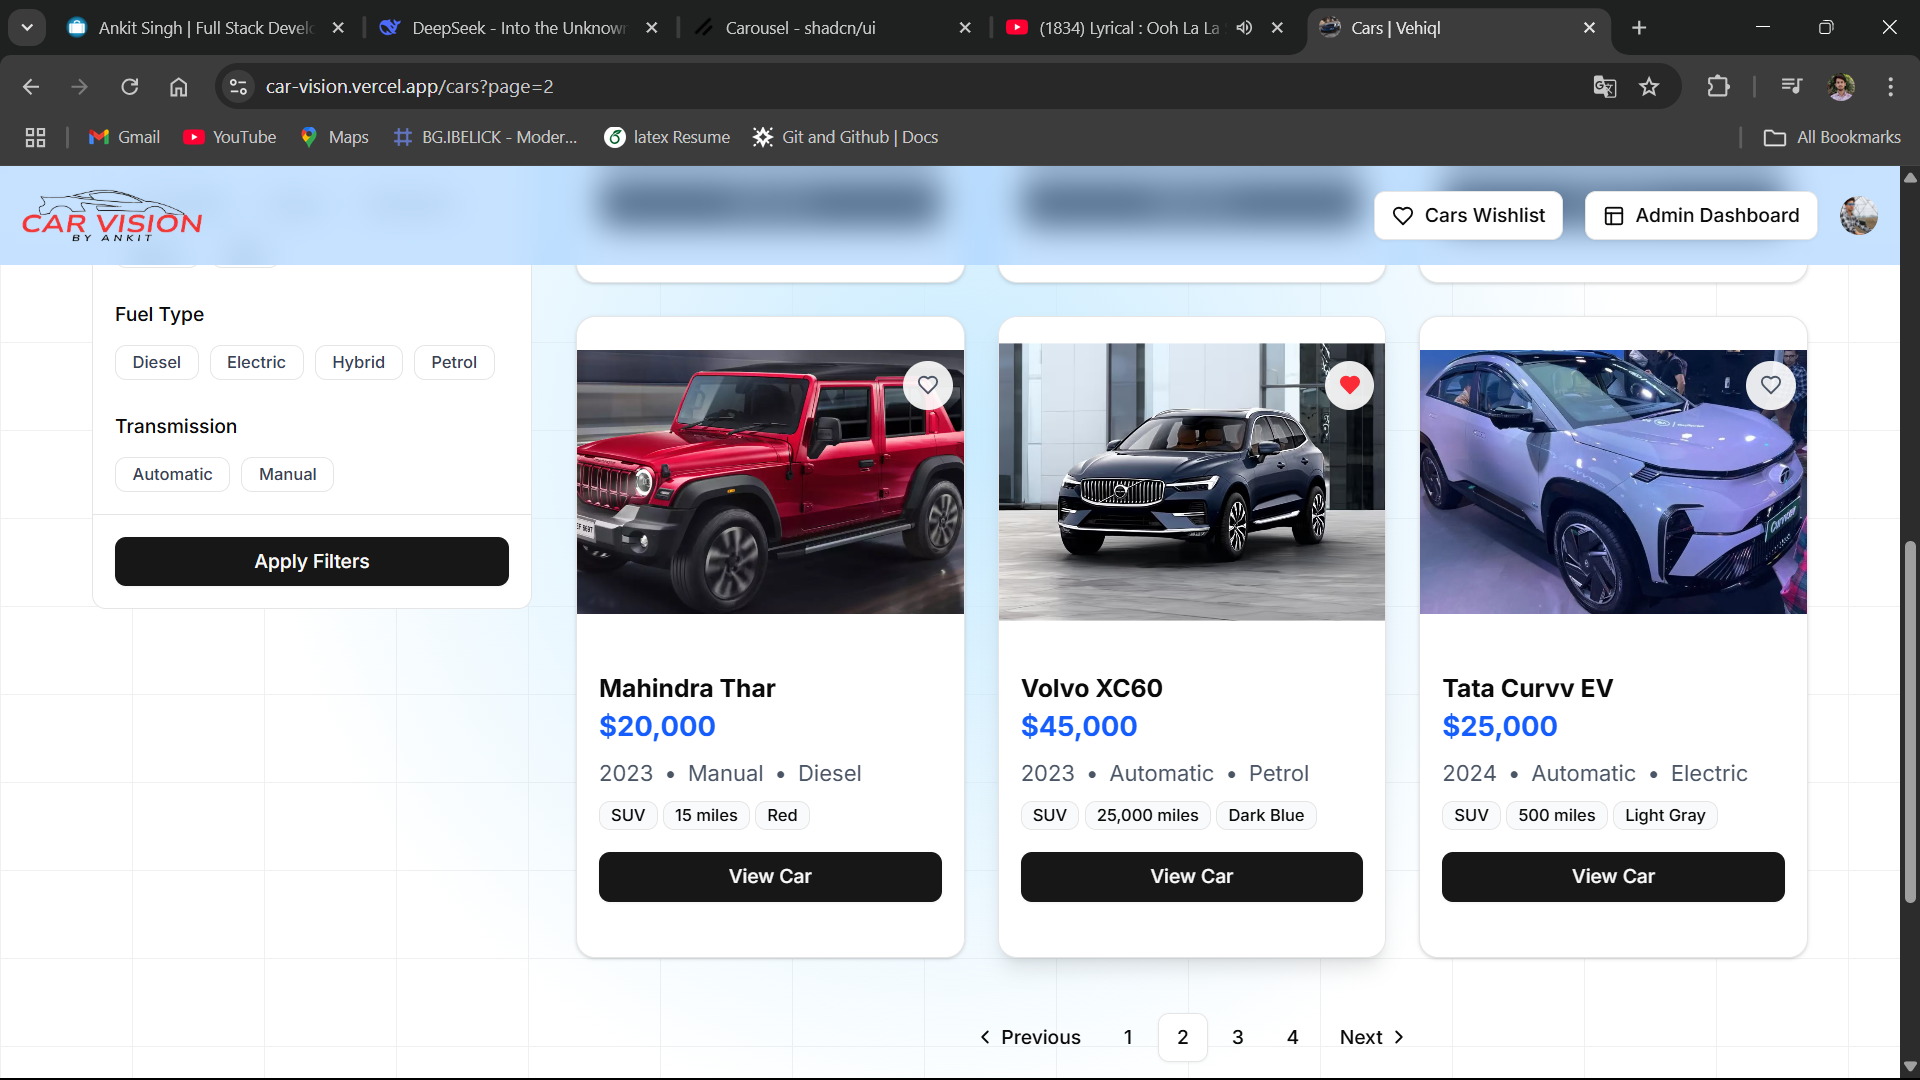 Ankit Singh | Full Stack Develo
DeepSeek - Into the Unknown
Carousel - shadcn/ui
(1834) Lyrical : Ooh La La
Cars | Vehiql
car-vision.vercel.app/cars?page=2
Gmail
YouTube
Maps
BG.IBELICK - Moder...
latex Resume
Git and Github | Docs
All Bookmarks
CAR VISION
BY ANKIT
Cars Wishlist
Admin Dashboard
Fuel Type
Diesel
Electric
Hybrid
Petrol
Transmission
Automatic
Manual
Apply Filters
Mahindra Thar
$20,000
2023 • Manual • Diesel
SUV
15 miles
Red
View Car
Volvo XC60
$45,000
2023 • Automatic • Petrol
SUV
25,000 miles
Dark Blue
View Car
Tata Curvv EV
$25,000
2024 • Automatic • Electric
SUV
500 miles
Light Gray
View Car
Previous
1
2
3
4
Next